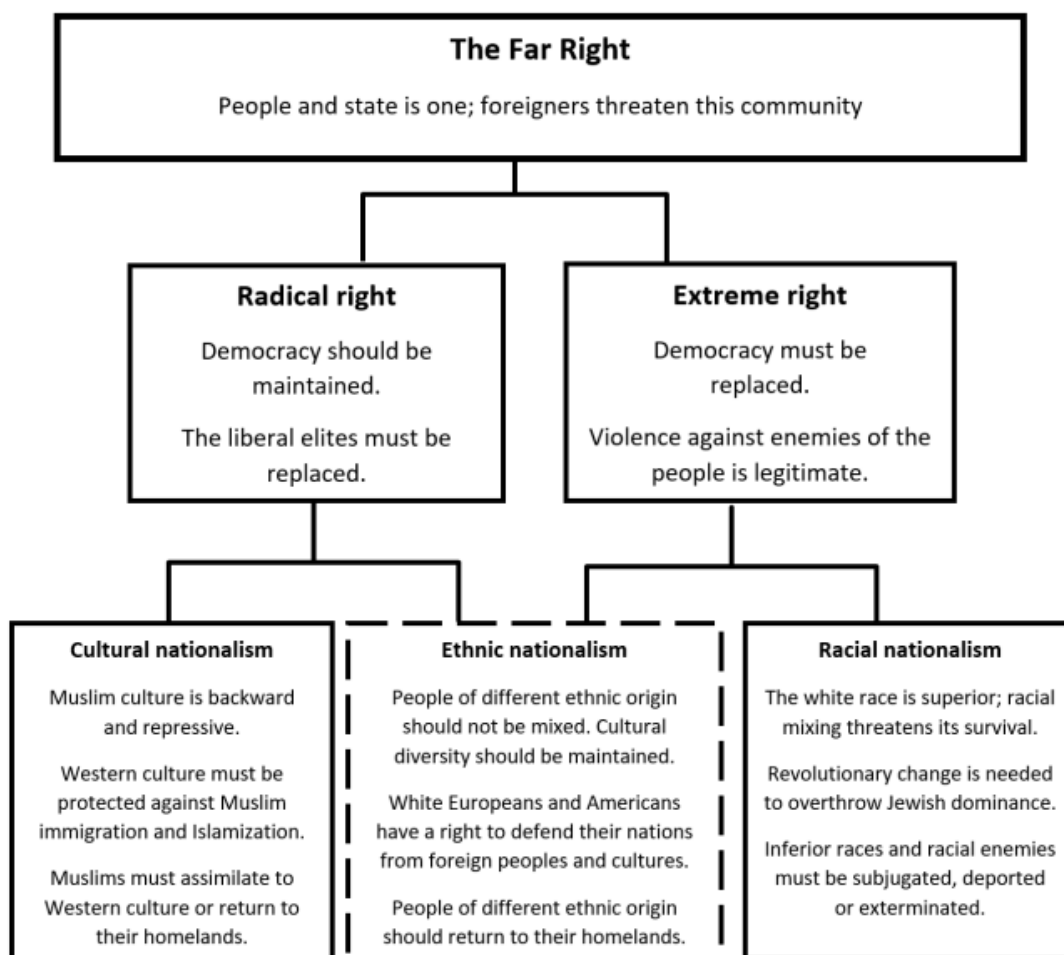 The Far Right
People and state is one; foreigners threaten this community
Radical right
Democracy should be
maintained.
The liberal elites must be
replaced.
Extreme right
Democracy must be
replaced.
Violence against enemies of the
people is legitimate.
Cultural nationalism
Muslim culture is backward
and repressive.
Western culture must be
protected against Muslim
immigration and Islamization.
Muslims must assimilate to
Western culture or return to
their homelands.
Ethnic nationalism
People of different ethnic origin
should not be mixed. Cultural
diversity should be maintained.
White Europeans and Americans
have a right to defend their nations
from foreign peoples and cultures.
People of different ethnic origin
should return to their homelands.
Racial nationalism
The white race is superior; racial
mixing threatens its survival.
Revolutionary change is needed
to overthrow Jewish dominance.
Inferior races and racial enemies
must be subjugated, deported
or exterminated.